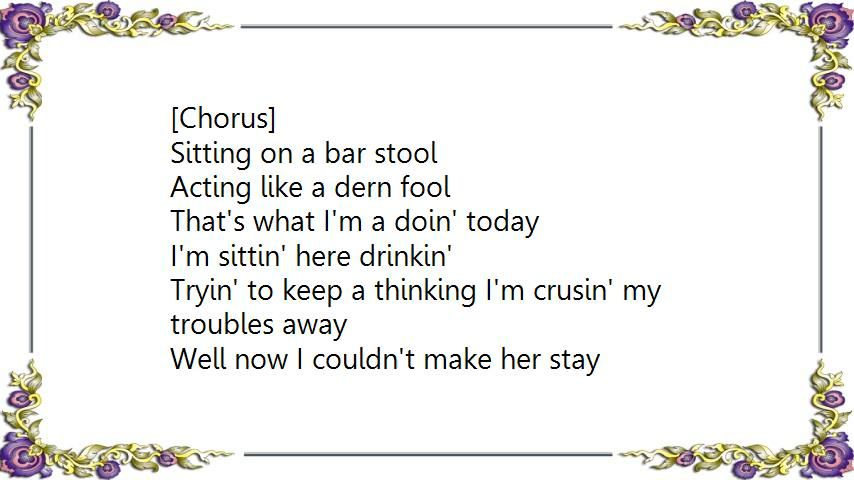 [Chorus]
Sitting on a bar stool
Acting like a dern fool
That's what I'm a doin' today
I'm sittin' here drinkin'
Tryin' to keep a thinking I'm crusin' my
troubles away
Well now I couldn't make her stay